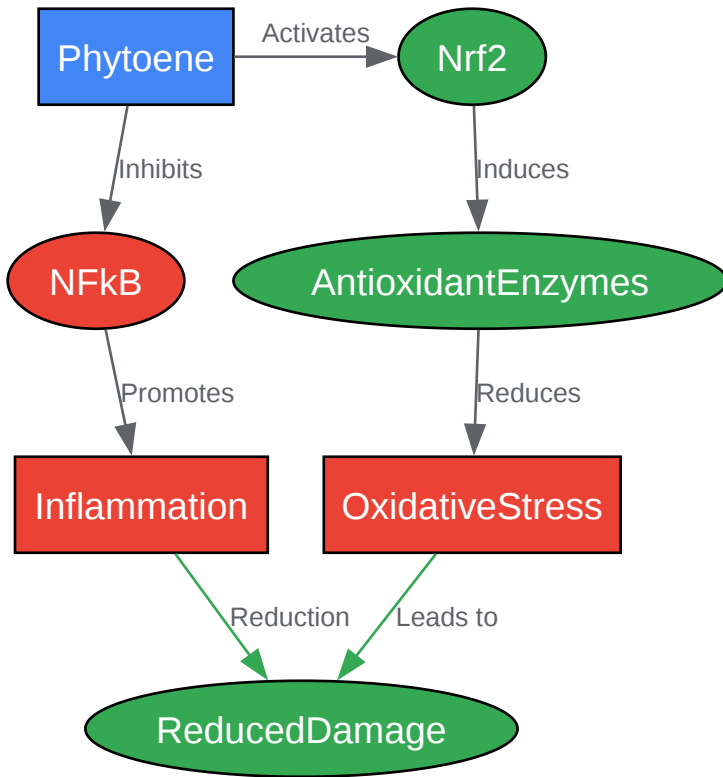 Phytoene
Activates
Nrf2
Inhibits
Induces
NFkB
AntioxidantEnzymes
Promotes
Reduces
Inflammation
OxidativeStress
Reduction
Leads to
ReducedDamage